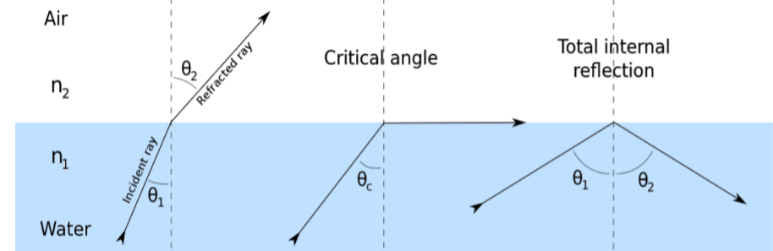 Air
n2
n1
Water
θ2
Refracted ray
Incident ray
θ1
Critical angle
θc
Total internal
reflection
θ1
θ2